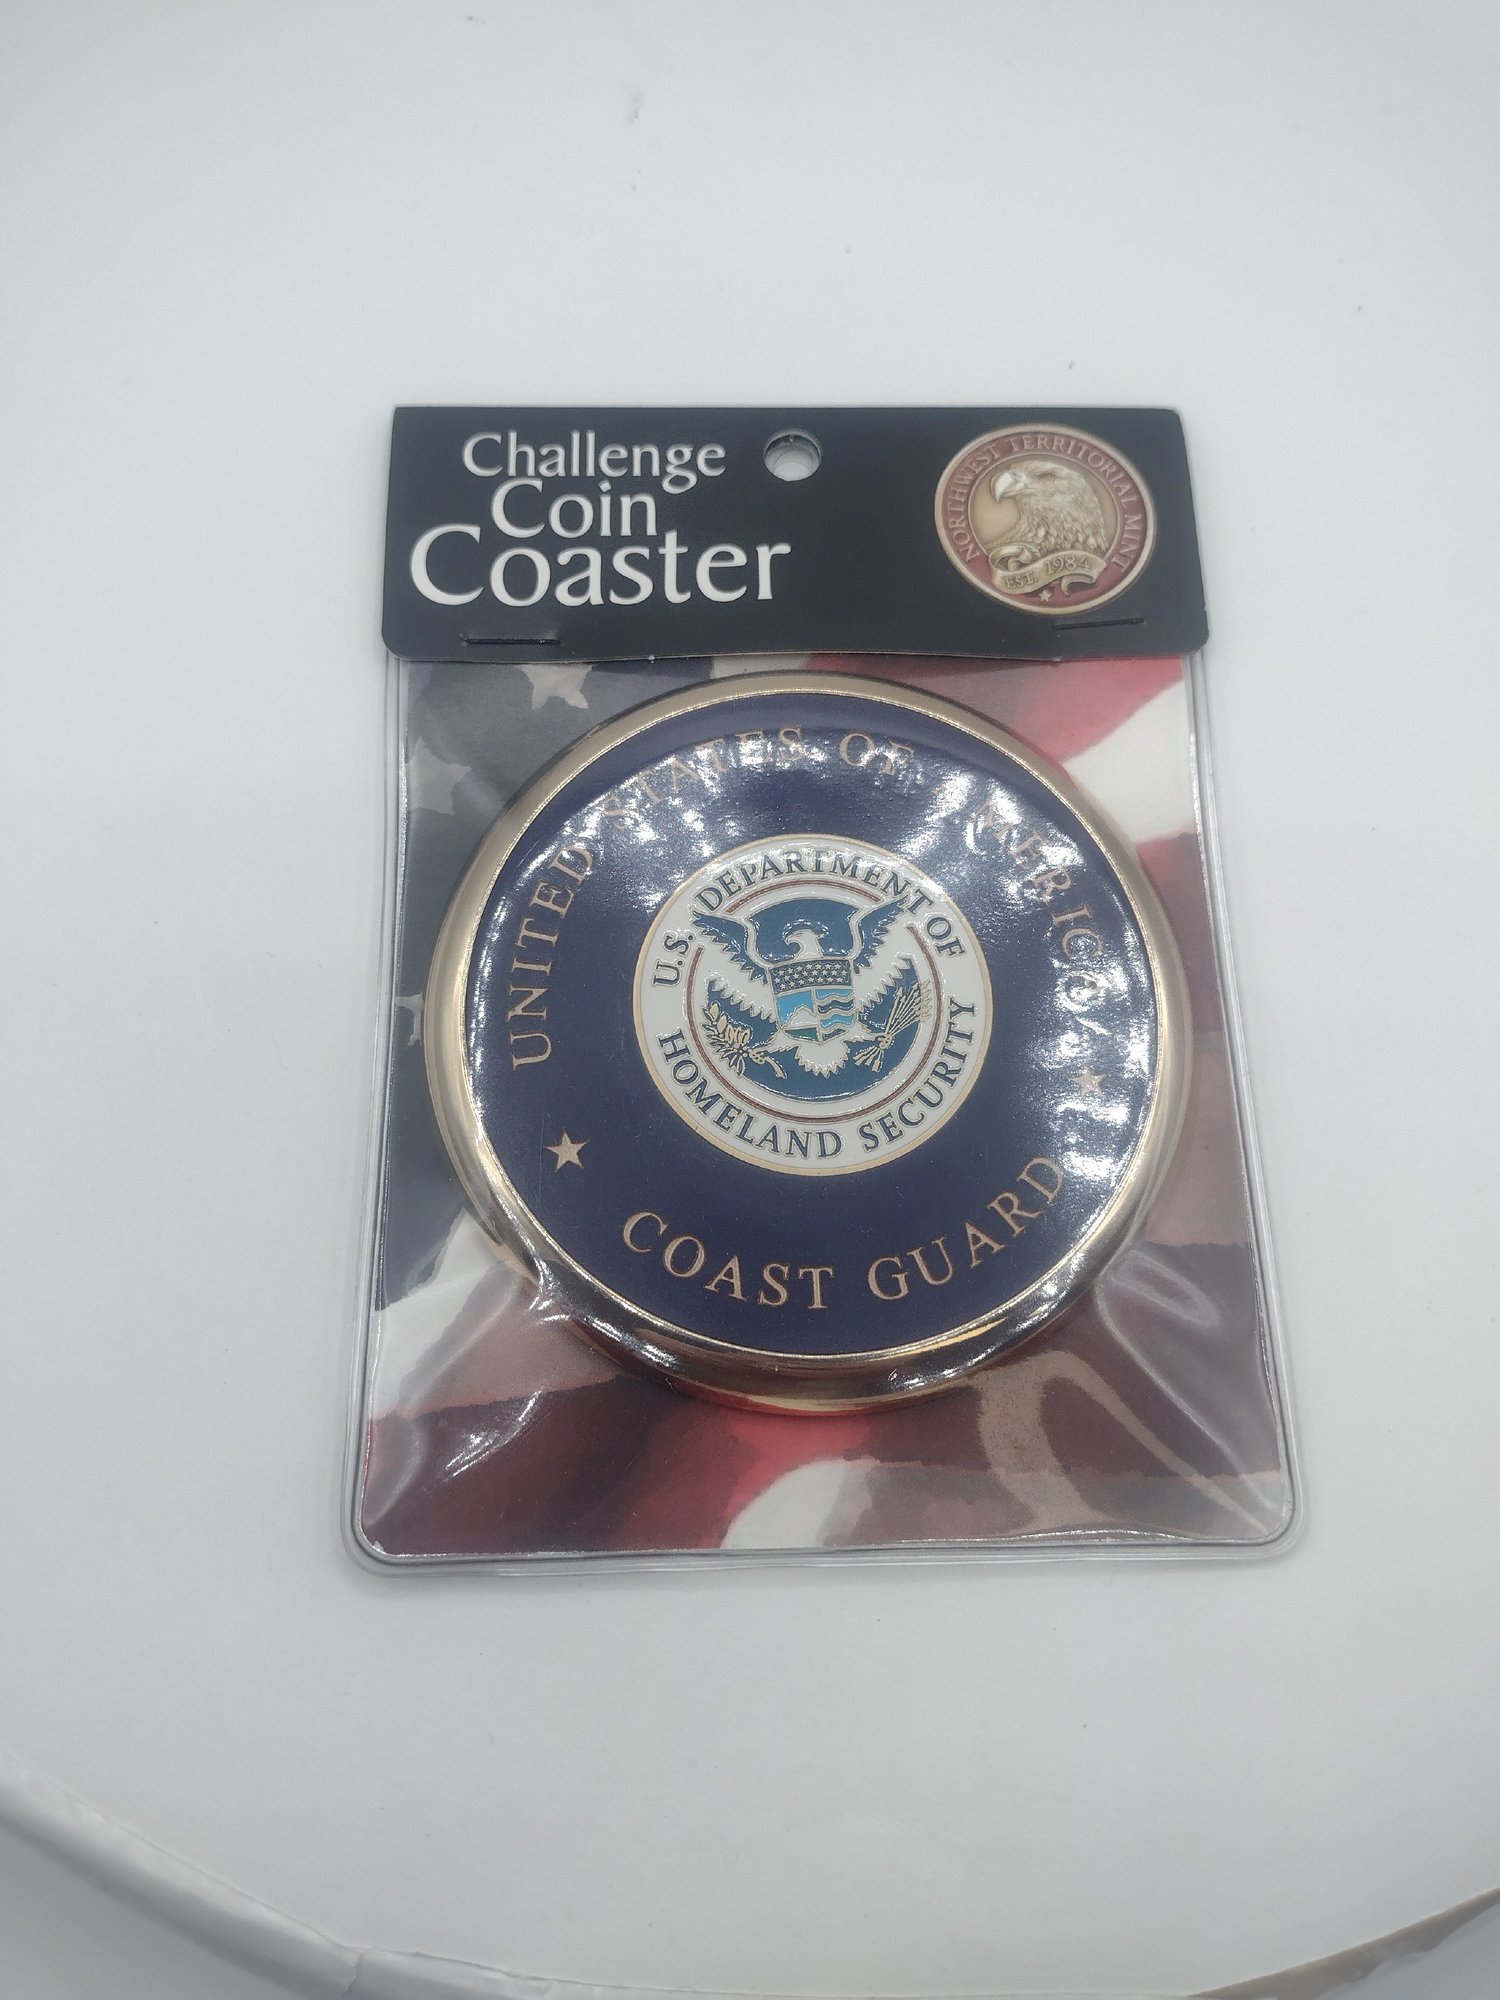 Challenge
Coin
Coaster
NORTHWEST TERRITORIAL MINT
EST. 1984
UNITED STATES OF AMERICA
U.S. DEPARTMENT OF
HOMELAND SECURITY
COAST GUARD